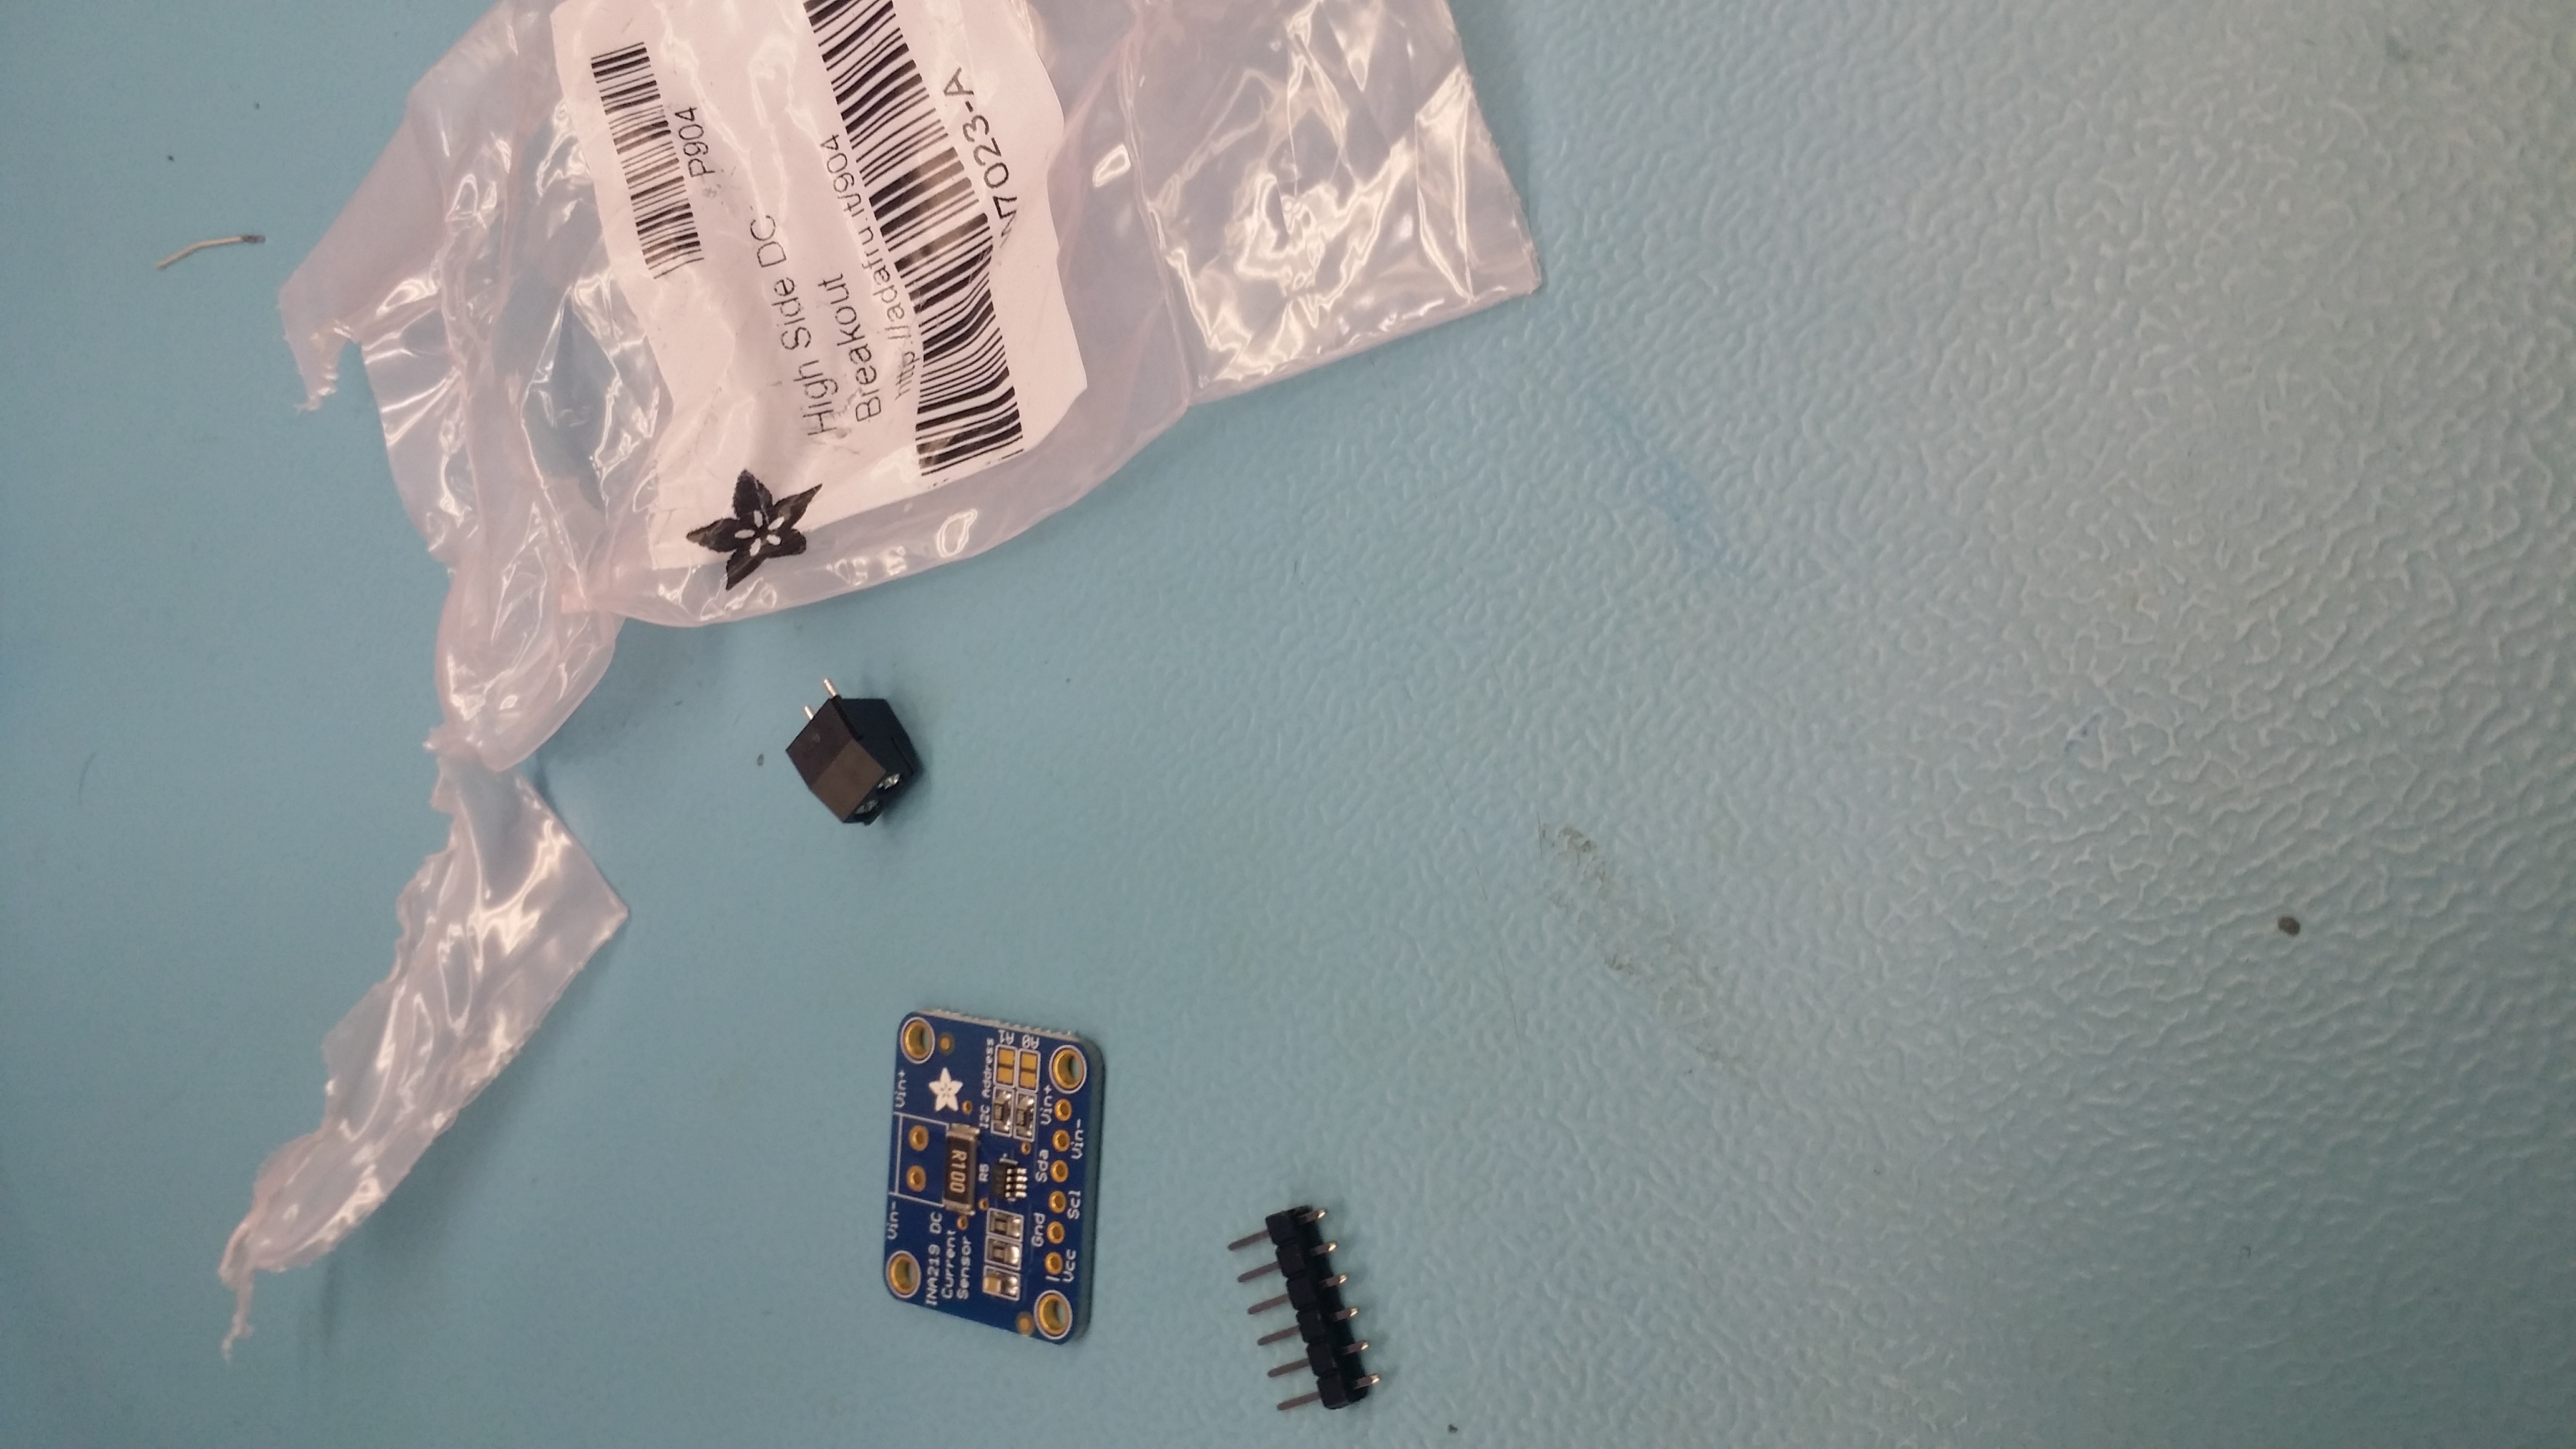 P904
High Side DC
Breakout
http://adafru.it/904
7023-A
Vin- Vin+
INA219 DC
Current
Sensor
R100
R5
I2C Address
A1
A0
Gnd Sda Vin+
Vcc Scl Vin-